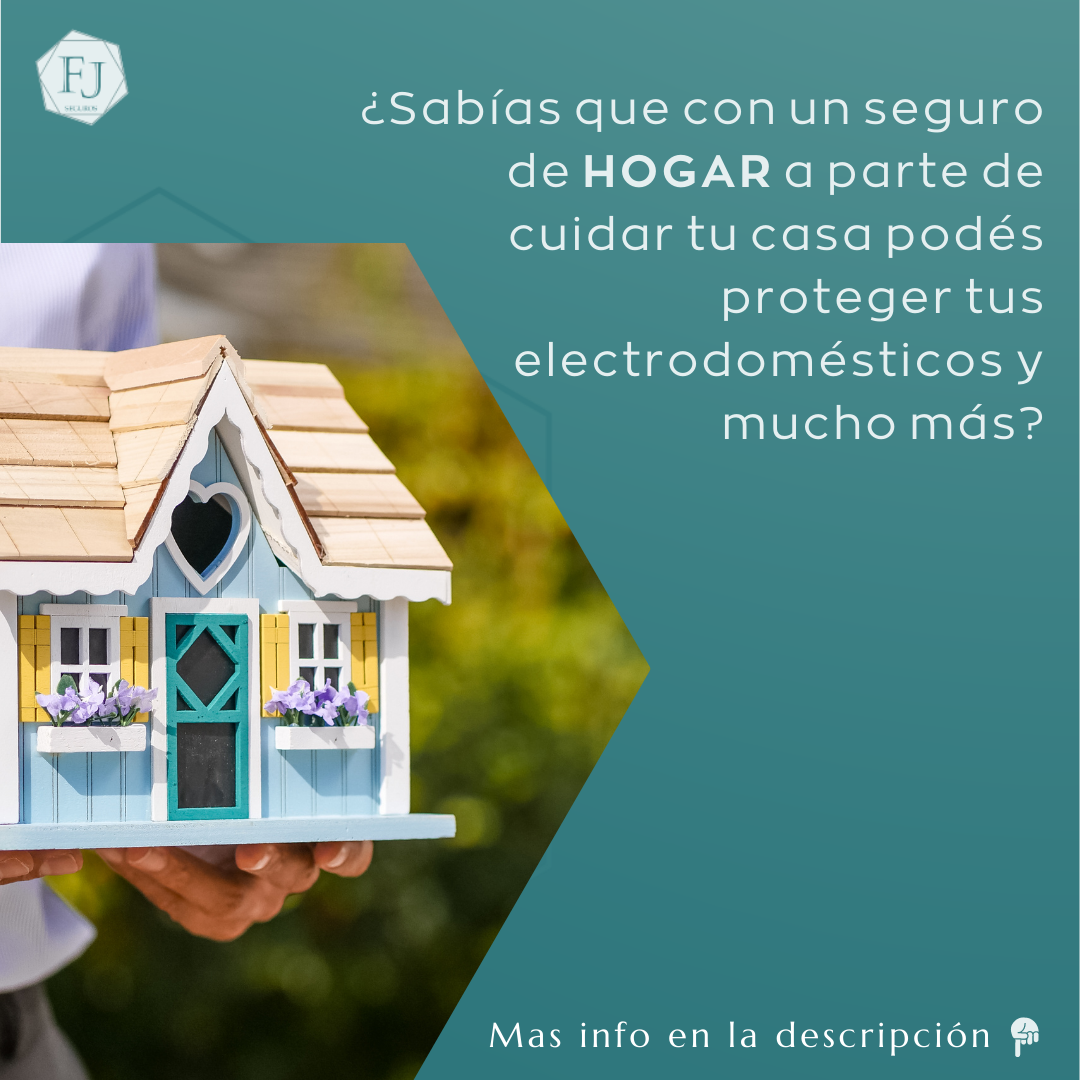 FJ
SEGUROS
¿Sabías que con un seguro
de HOGAR a parte de
cuidar tu casa podés
proteger tus
electrodomésticos y
mucho más?
Mas info en la descripción